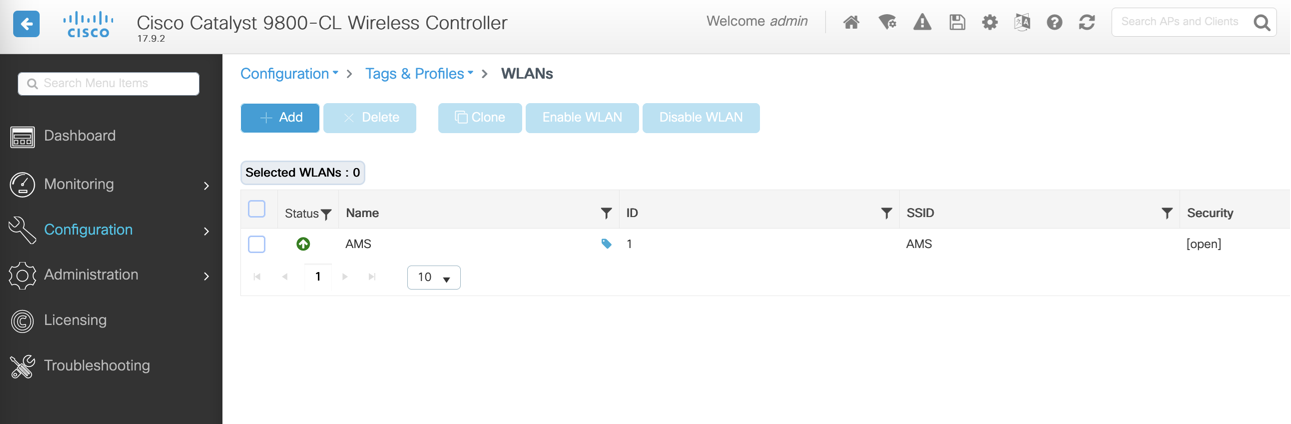 CISCO
Cisco Catalyst 9800-CL Wireless Controller
17.9.2
Welcome admin
Search APs and Clients
Search Menu Items
Dashboard
Monitoring
Configuration
Administration
Licensing
Troubleshooting
Configuration > Tags & Profiles > WLANs
+ Add × Delete Clone Enable WLAN Disable WLAN
Selected WLANs : 0
Status Name ID SSID Security
AMS 1 AMS [open]
1 10